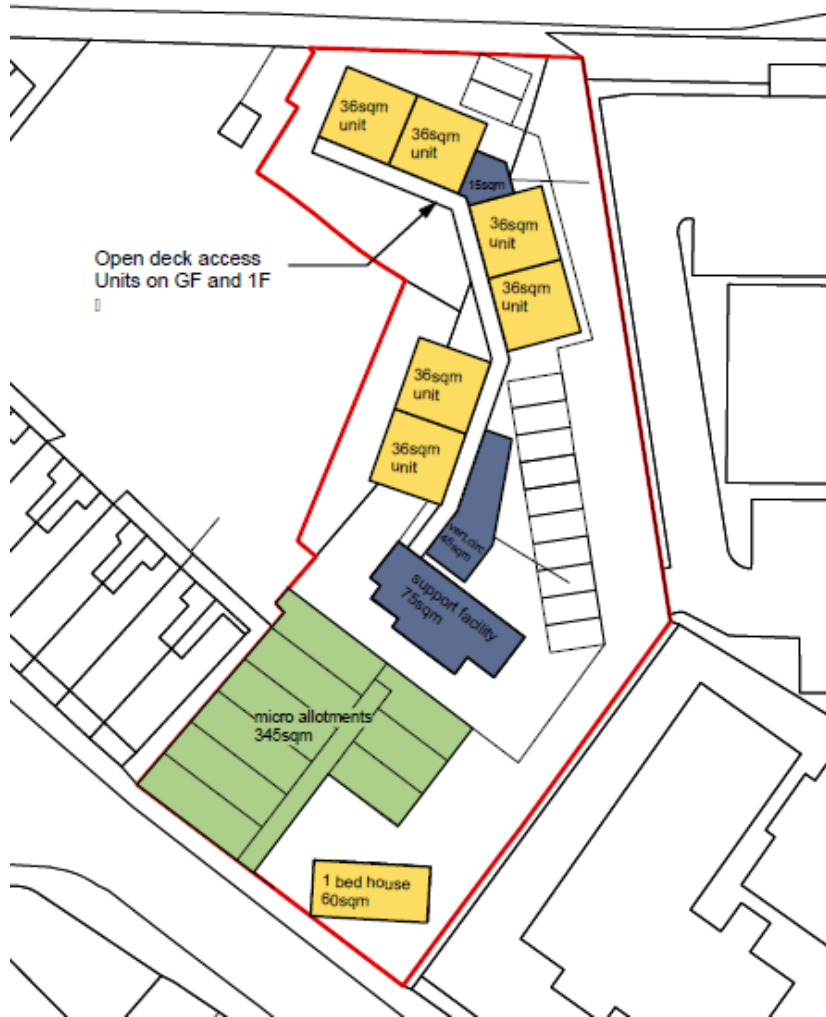 36sqm
unit
36sqm
unit
15sqm
36sqm
unit
Open deck access
Units on GF and 1F
36sqm
unit
36sqm
unit
36sqm
unit
vert.circ.
45sqm
support facility
75sqm
micro allotments
345sqm
1 bed house
60sqm